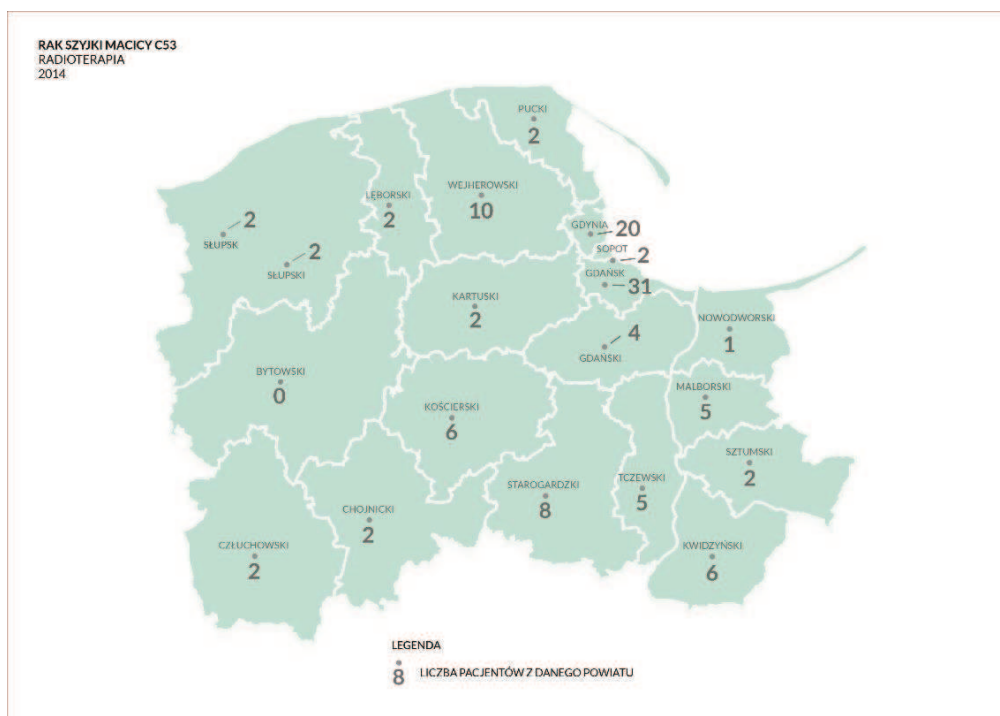 RAK SZYJKI MACICY C53
RADIOTERAPIA
2014
PUCKI
2
WEJHEROWSKI
10
LĘBORSKI
2
2
SŁUPSK
2
SŁUPSKI
GDYNIA
20
SOPOT
2
GDAŃSK
31
KARTUSKI
2
4
GDAŃSKI
NOWODWORSKI
1
BYTOWSKI
0
MALBORSKI
5
KOŚCIERSKI
6
SZTUMSKI
2
STAROGARDZKI
8
TCZEWSKI
5
CHOJNICKI
2
CZŁUCHOWSKI
2
KWIDZYŃSKI
6
LEGENDA
8 LICZBA PACJENTÓW Z DANEGO POWIATU